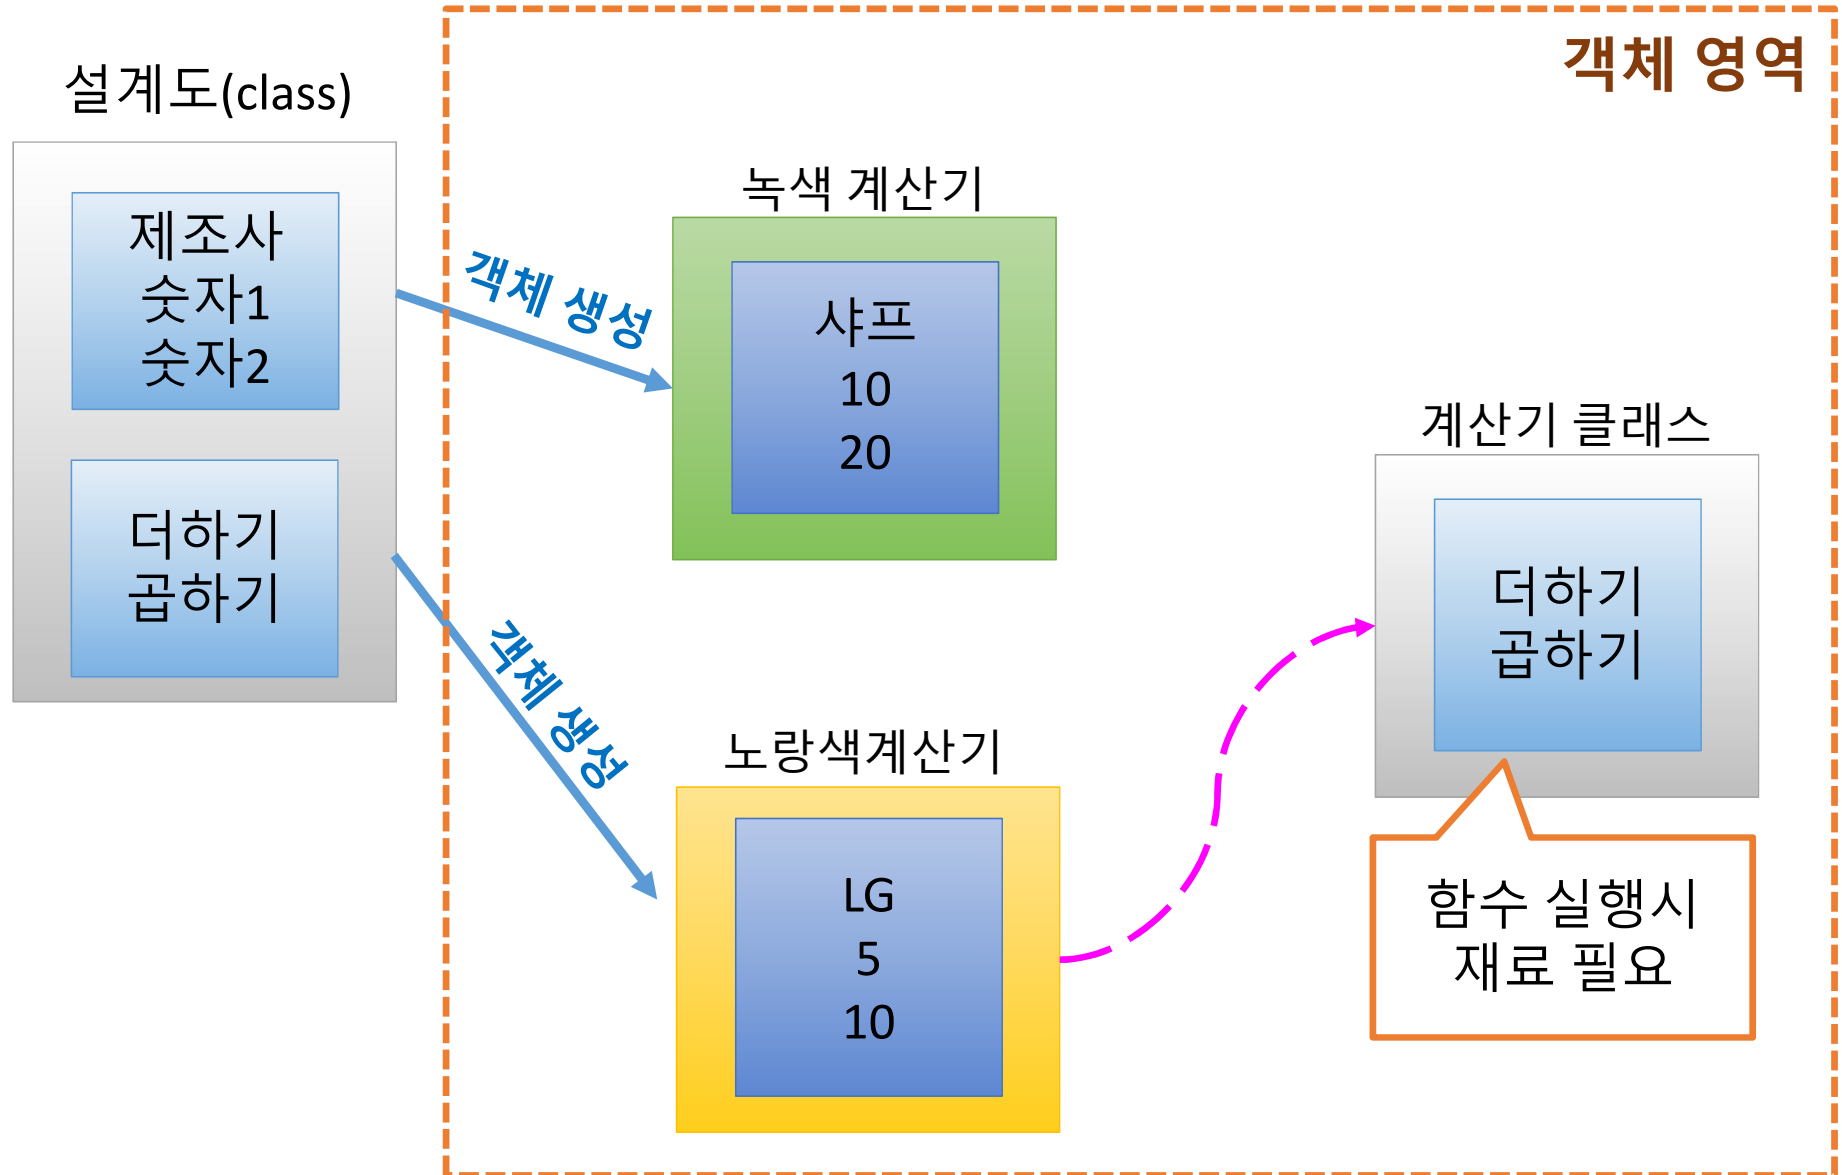 객체 영역
설계도(class)
제조사
숫자1
숫자2
더하기
곱하기
객체 생성
객체 생성
녹색 계산기
샤프
10
20
노랑색계산기
LG
5
10
계산기 클래스
더하기
곱하기
함수 실행시
재료 필요